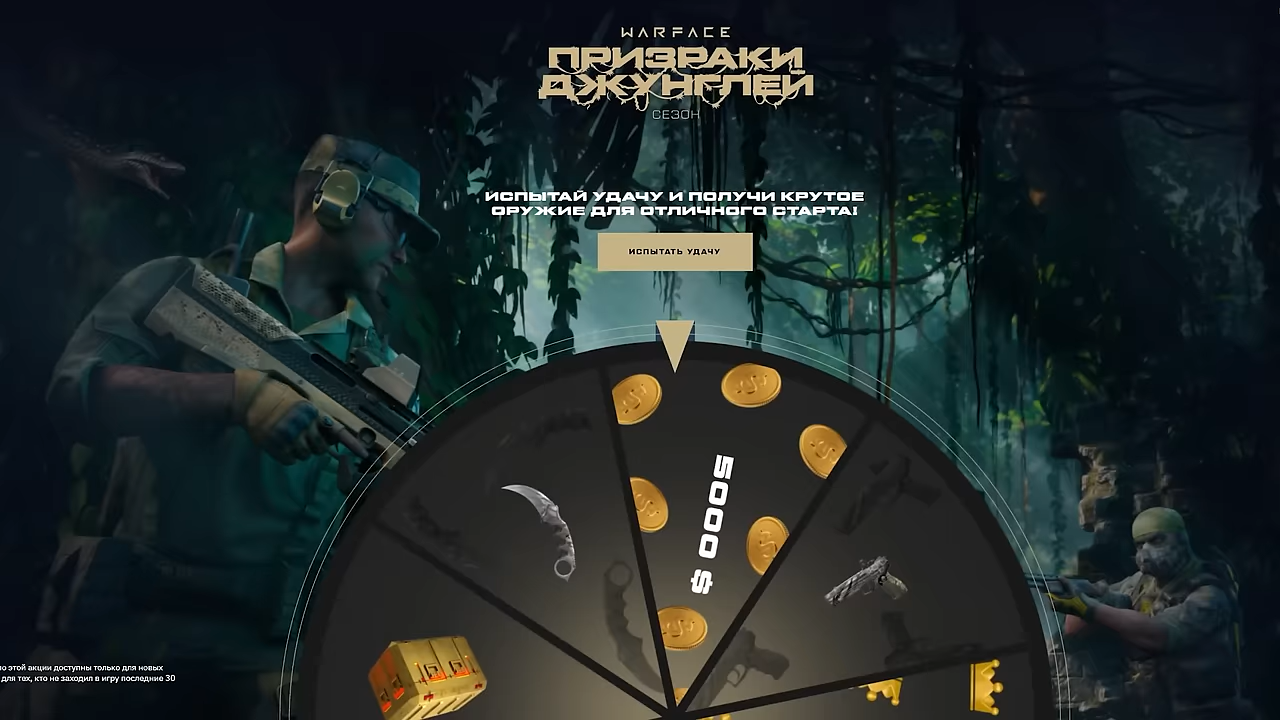 WARFACE
ПРИЗРАКИ
ДЖУНГЛЕЙ
СЕЗОН
ИСПЫТАЙ УДАЧУ И ПОЛУЧИ КРУТОЕ
ОРУЖИЕ ДЛЯ ОТЛИЧНОГО СТАРТА!
ИСПЫТАТЬ УДАЧУ
5000 $
по этой акции доступны только для новых
для тех, кто не заходил в игру последние 30